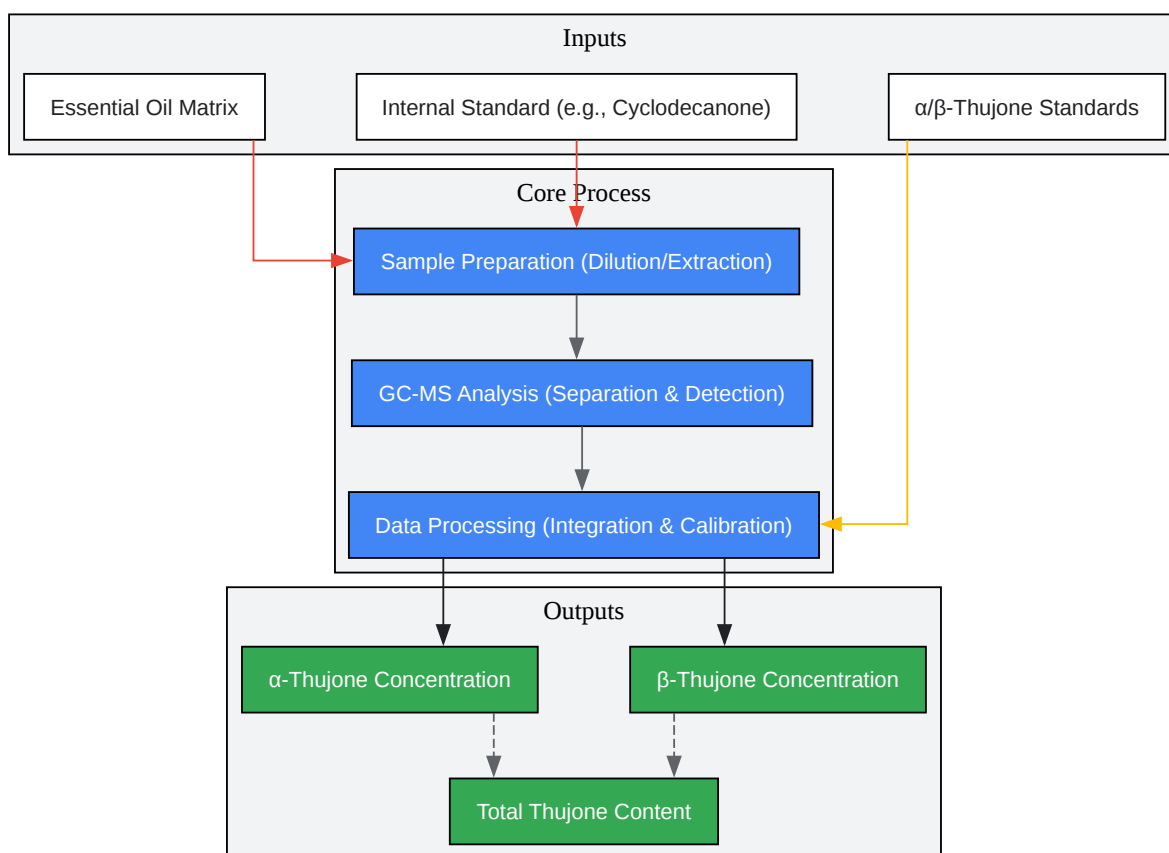 Inputs
Essential Oil Matrix
Internal Standard (e.g., Cyclodecanone)
α/β-Thujone Standards
Core Process
Sample Preparation (Dilution/Extraction)
GC-MS Analysis (Separation & Detection)
Data Processing (Integration & Calibration)
Outputs
α-Thujone Concentration
β-Thujone Concentration
Total Thujone Content